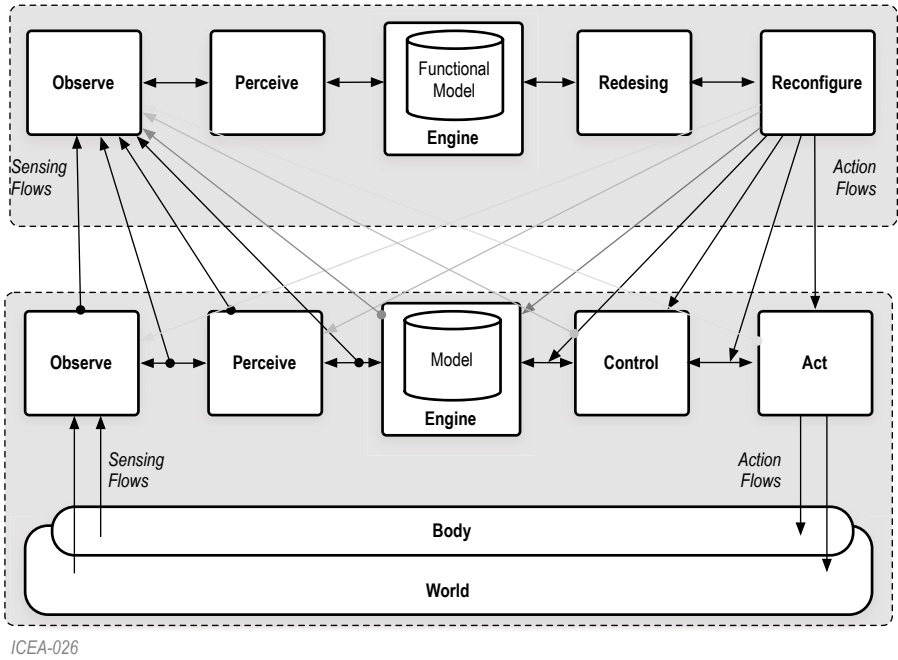 Observe
Perceive
Functional
Model
Engine
Redesing
Reconfigure
Sensing
Flows
Action
Flows
Observe
Perceive
Model
Engine
Control
Act
Sensing
Flows
Action
Flows
Body
World
ICEA-026